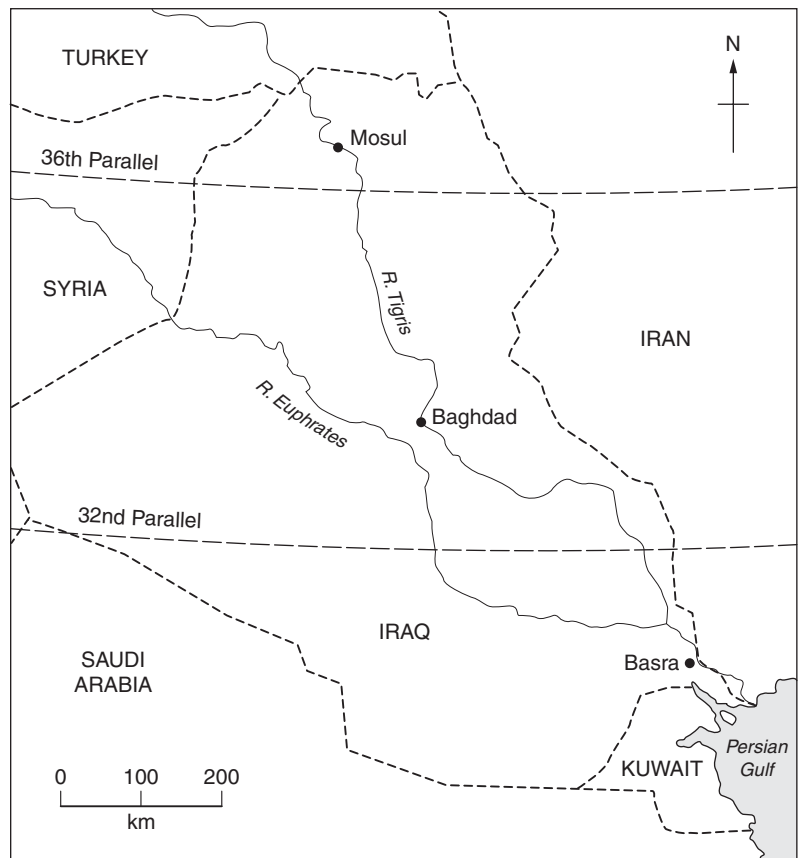 TURKEY
N
Mosul
36th Parallel
SYRIA
R. Tigris
IRAN
R. Euphrates
Baghdad
32nd Parallel
IRAQ
SAUDI
ARABIA
Basra
0 100 200
km
KUWAIT
Persian
Gulf